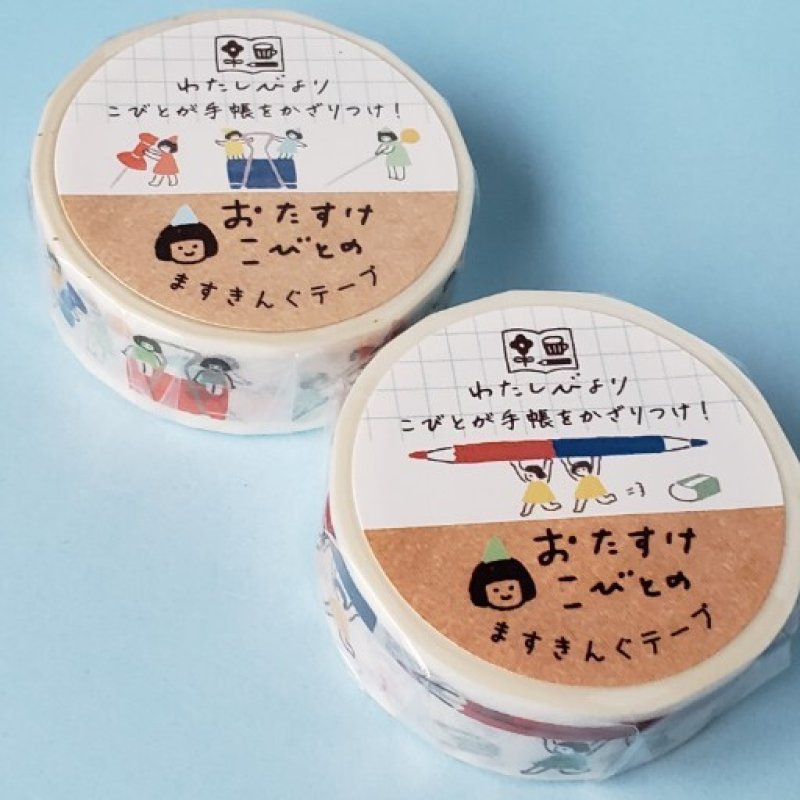 わたしびより
こびとが手帳をかざりつけ!
おたすけ
こびとの
ますきんぐテープ
わたしびより
こびとが手帳をかざりつけ!
おたすけ
こびとの
ますきんぐテープ